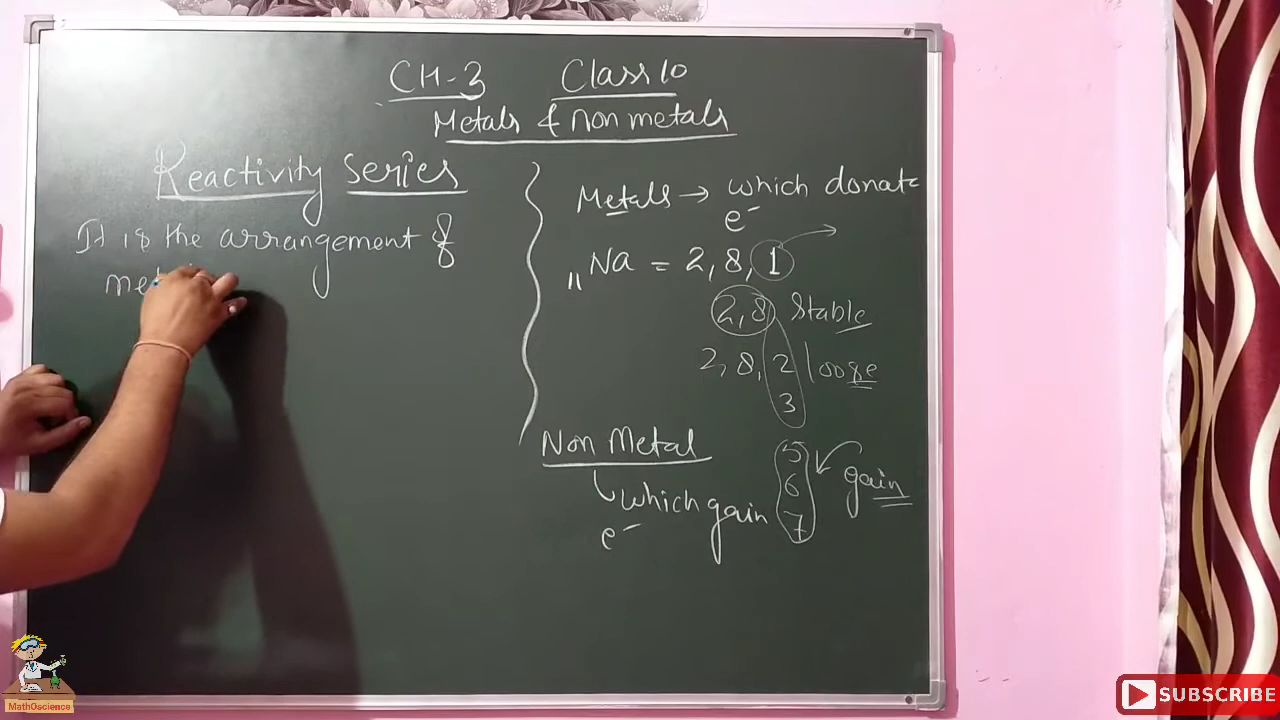 CH-3 Class 10
Metals & non metals
Reactivity Series
It is the arrangement of
Metals → which donate
e⁻
₁₁Na = 2, 8, 1
2, 8 stable
2, 8, 2 loose
3
Non Metal
which gain
e⁻
5
6
7
gain
MathOscience
SUBSCRIBE